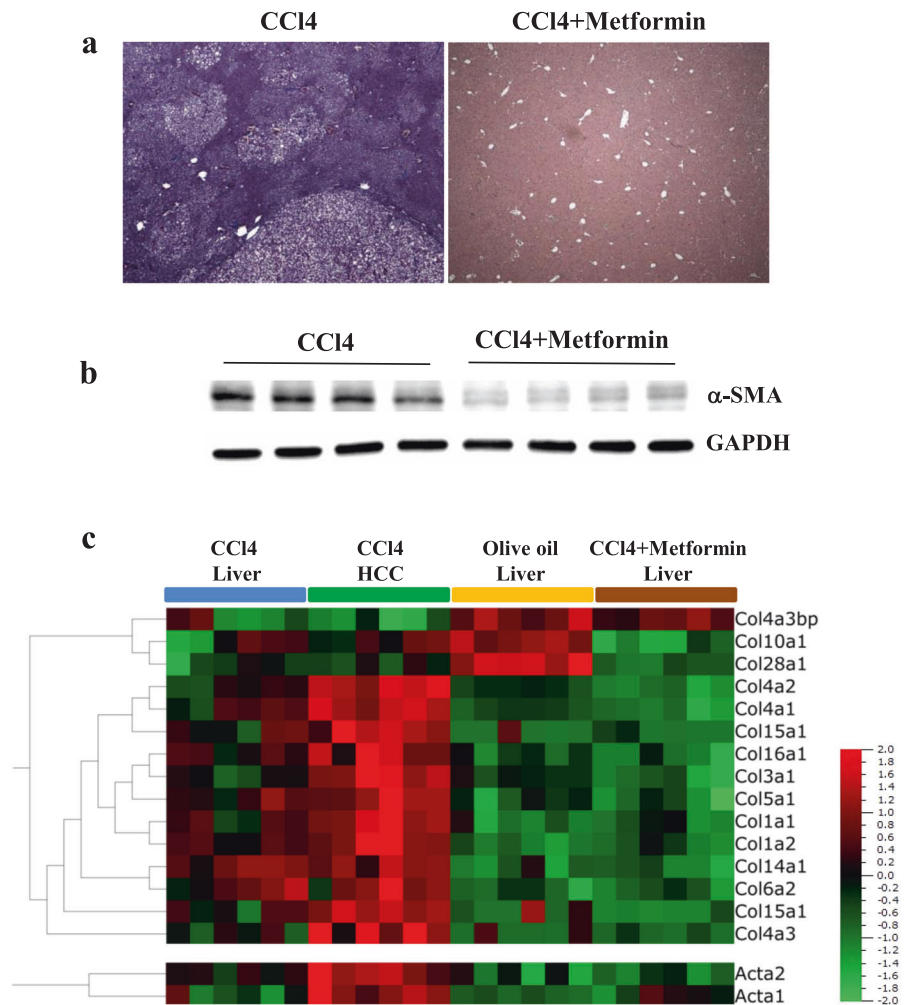 CCl4
CCl4+Metformin
a
CCl4
CCl4+Metformin
b
α-SMA
GAPDH
c
CCl4
Liver
CCl4
HCC
Olive oil
Liver
CCl4+Metformin
Liver
Col4a3bp
Col10a1
Col28a1
Col4a2
Col4a1
Col15a1
Col16a1
Col3a1
Col5a1
Col1a1
Col1a2
Col14a1
Col6a2
Col15a1
Col4a3
Acta2
Acta1
2.0
1.8
1.6
1.4
1.2
1.0
0.8
0.6
0.4
0.2
0.0
-0.2
-0.4
-0.6
-0.8
-1.0
-1.2
-1.4
-1.6
-1.8
-2.0